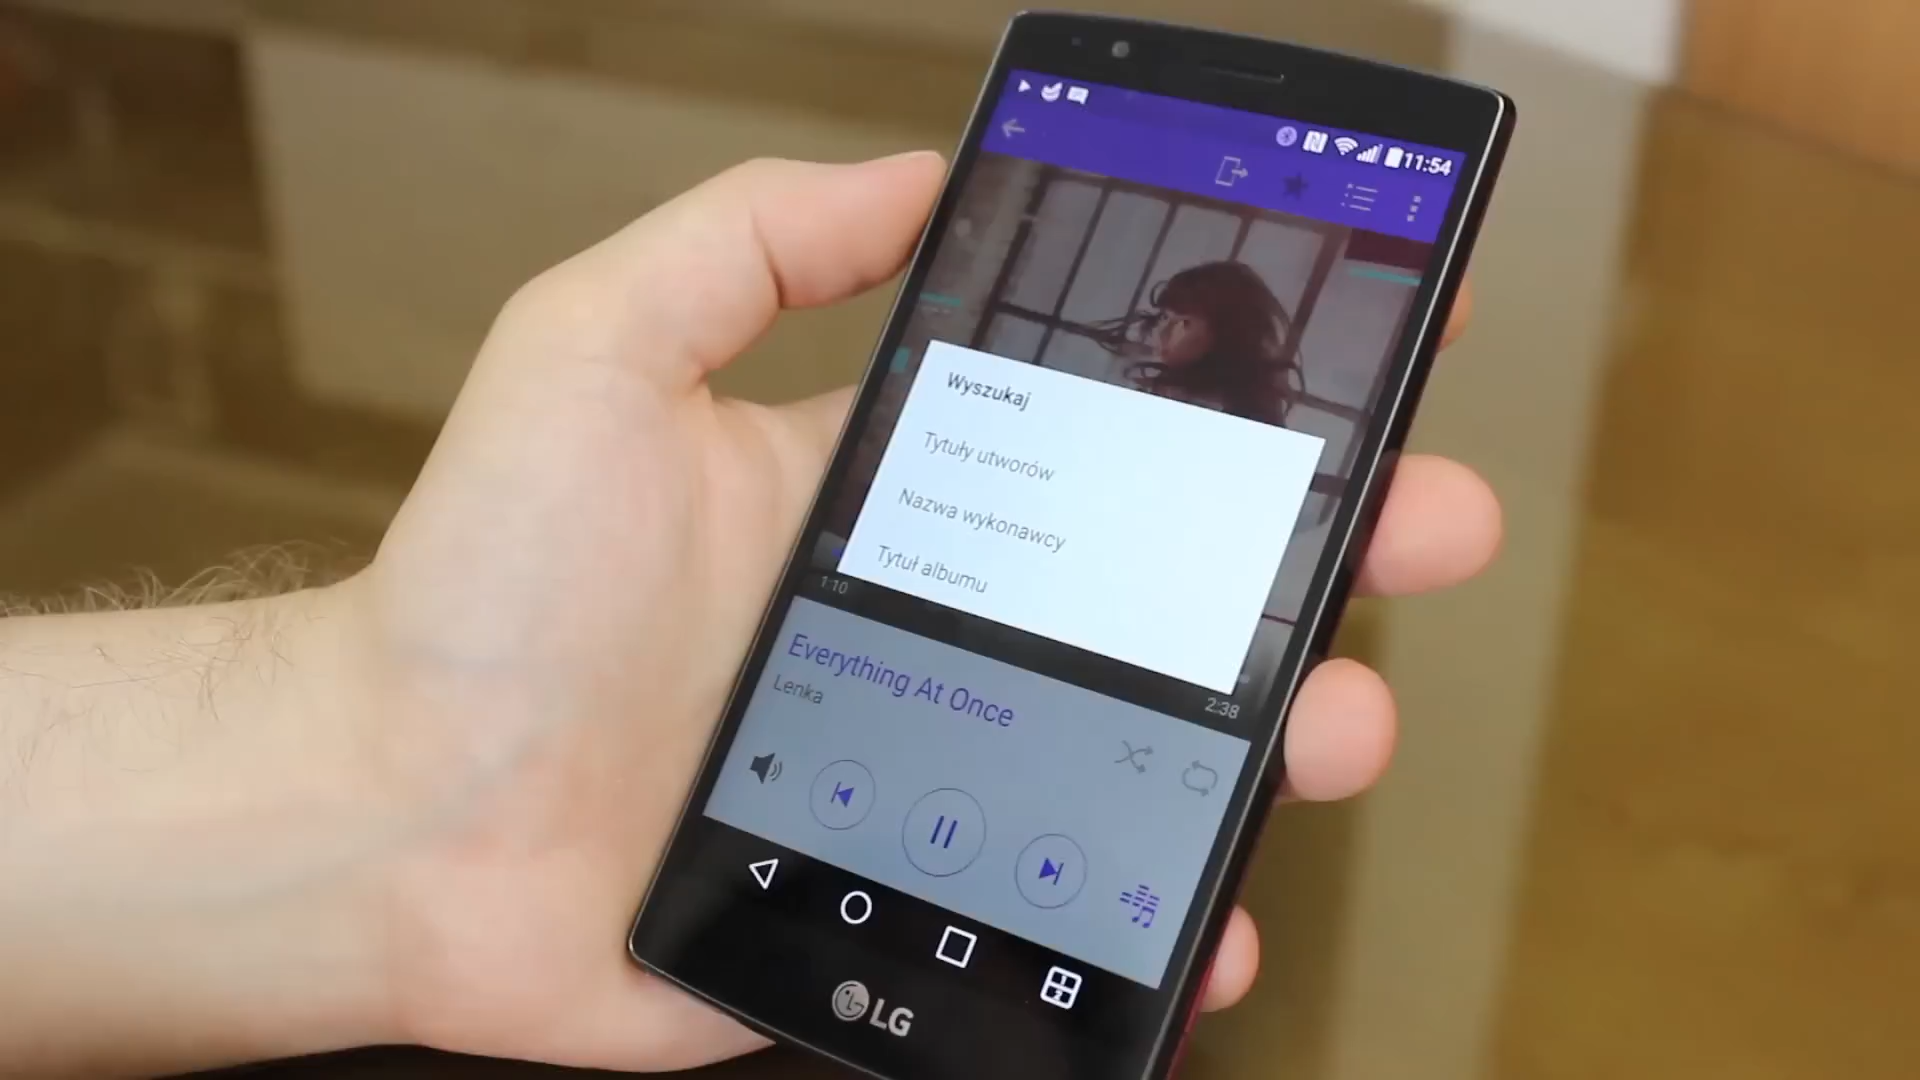 11:54
Wyszukaj
Tytuły utworów
Nazwa wykonawcy
Tytuł albumu
1:10
2:38
Everything At Once
Lenka
LG